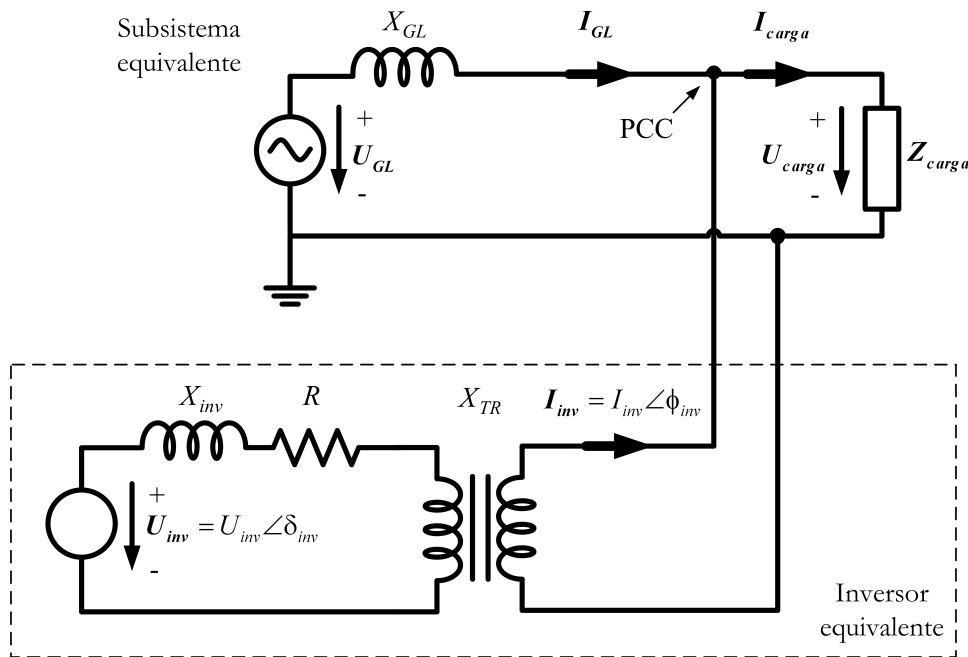 Subsistema
equivalente
X_GL
I_GL
I_carga
PCC
+
U_GL
-
+
U_carga
-
Z_carga
X_inv
R
X_TR
I_inv = I_inv∠ϕ_inv
+
U_inv = U_inv∠δ_inv
-
Inversor
equivalente